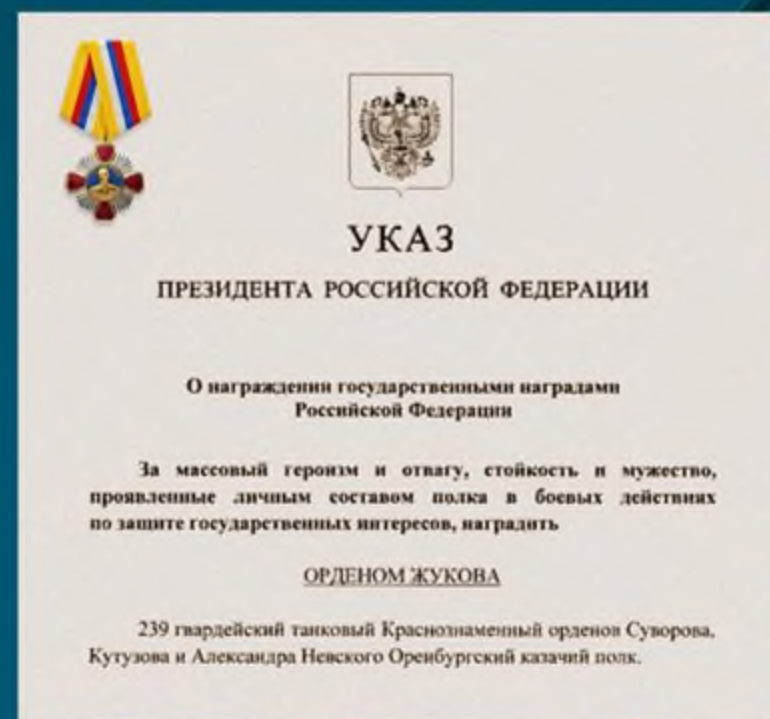 УКАЗ
ПРЕЗИДЕНТА РОССИЙСКОЙ ФЕДЕРАЦИИ
О награждении государственными наградами
Российской Федерации
За массовый героизм и отвагу, стойкость и мужество,
проявленные личным составом полка в боевых действиях
по защите государственных интересов, наградить
ОРДЕНОМ ЖУКОВА
239 гвардейский танковый Краснознаменный орденов Суворова,
Кутузова и Александра Невского Оренбургский казачий полк.